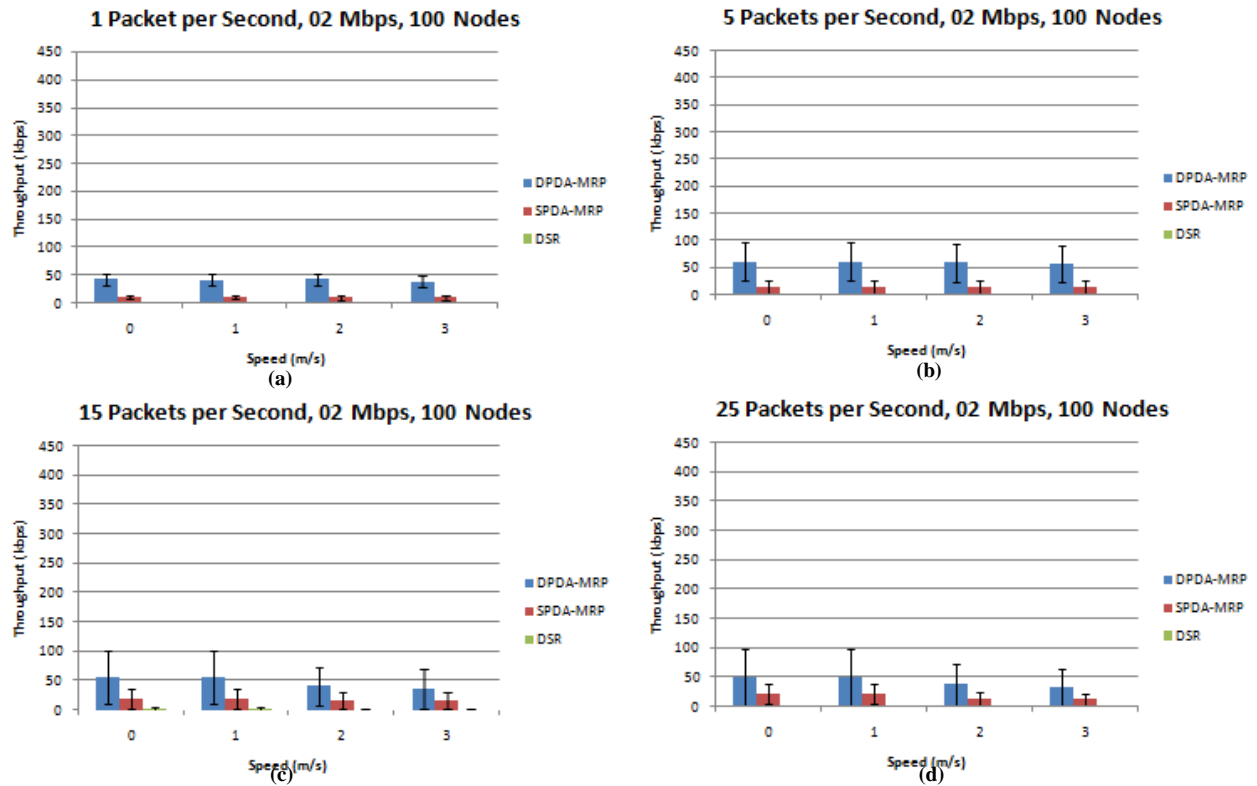 1 Packet per Second, 02 Mbps, 100 Nodes
450
400
350
300
250
200
150
100
50
0
Throughput (kbps)
0 1 2 3
Speed (m/s)
DPDA-MRP
SPDA-MRP
DSR
(a)
5 Packets per Second, 02 Mbps, 100 Nodes
450
400
350
300
250
200
150
100
50
0
Throughput (kbps)
0 1 2 3
Speed (m/s)
DPDA-MRP
SPDA-MRP
DSR
(b)
15 Packets per Second, 02 Mbps, 100 Nodes
450
400
350
300
250
200
150
100
50
0
Throughput (kbps)
0 1 2 3
Speed (m/s)
DPDA-MRP
SPDA-MRP
DSR
(c)
25 Packets per Second, 02 Mbps, 100 Nodes
450
400
350
300
250
200
150
100
50
0
Throughput (kbps)
0 1 2 3
Speed (m/s)
DPDA-MRP
SPDA-MRP
DSR
(d)